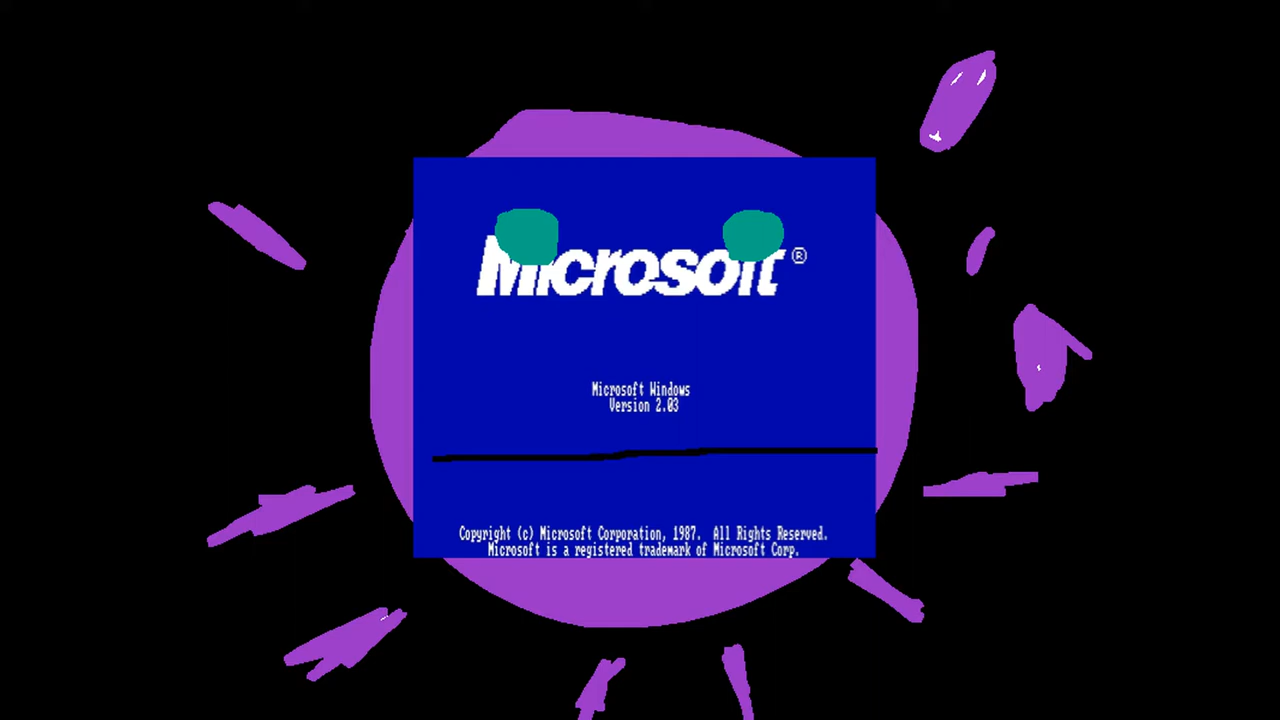 Microsoft®
Microsoft Windows
Version 2.03
Copyright (c) Microsoft Corporation, 1987. All Rights Reserved.
Microsoft is a registered trademark of Microsoft Corp.